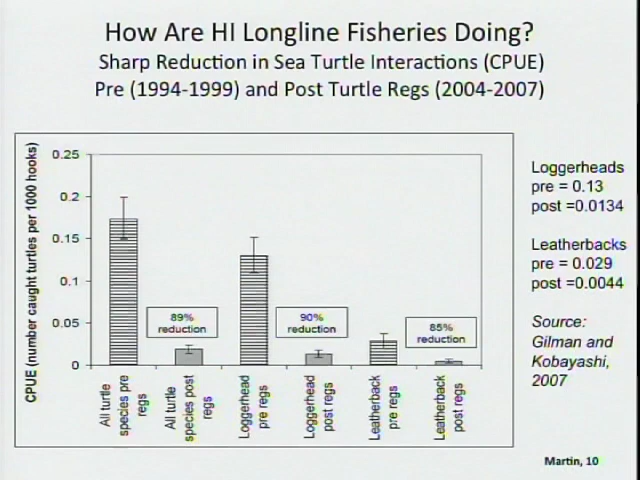 How Are HI Longline Fisheries Doing?
Sharp Reduction in Sea Turtle Interactions (CPUE)
Pre (1994-1999) and Post Turtle Regs (2004-2007)
CPUE (number caught turtles per 1000 hooks)
0.25
0.2
0.15
0.1
0.05
0
89%
reduction
90%
reduction
85%
reduction
All turtle
species pre
regs
All turtle
species post
regs
Loggerhead
pre regs
Loggerhead
post regs
Leatherback
pre regs
Leatherback
post regs
Loggerheads
pre = 0.13
post =0.0134
Leatherbacks
pre = 0.029
post =0.0044
Source:
Gilman and
Kobayashi,
2007
Martin, 10